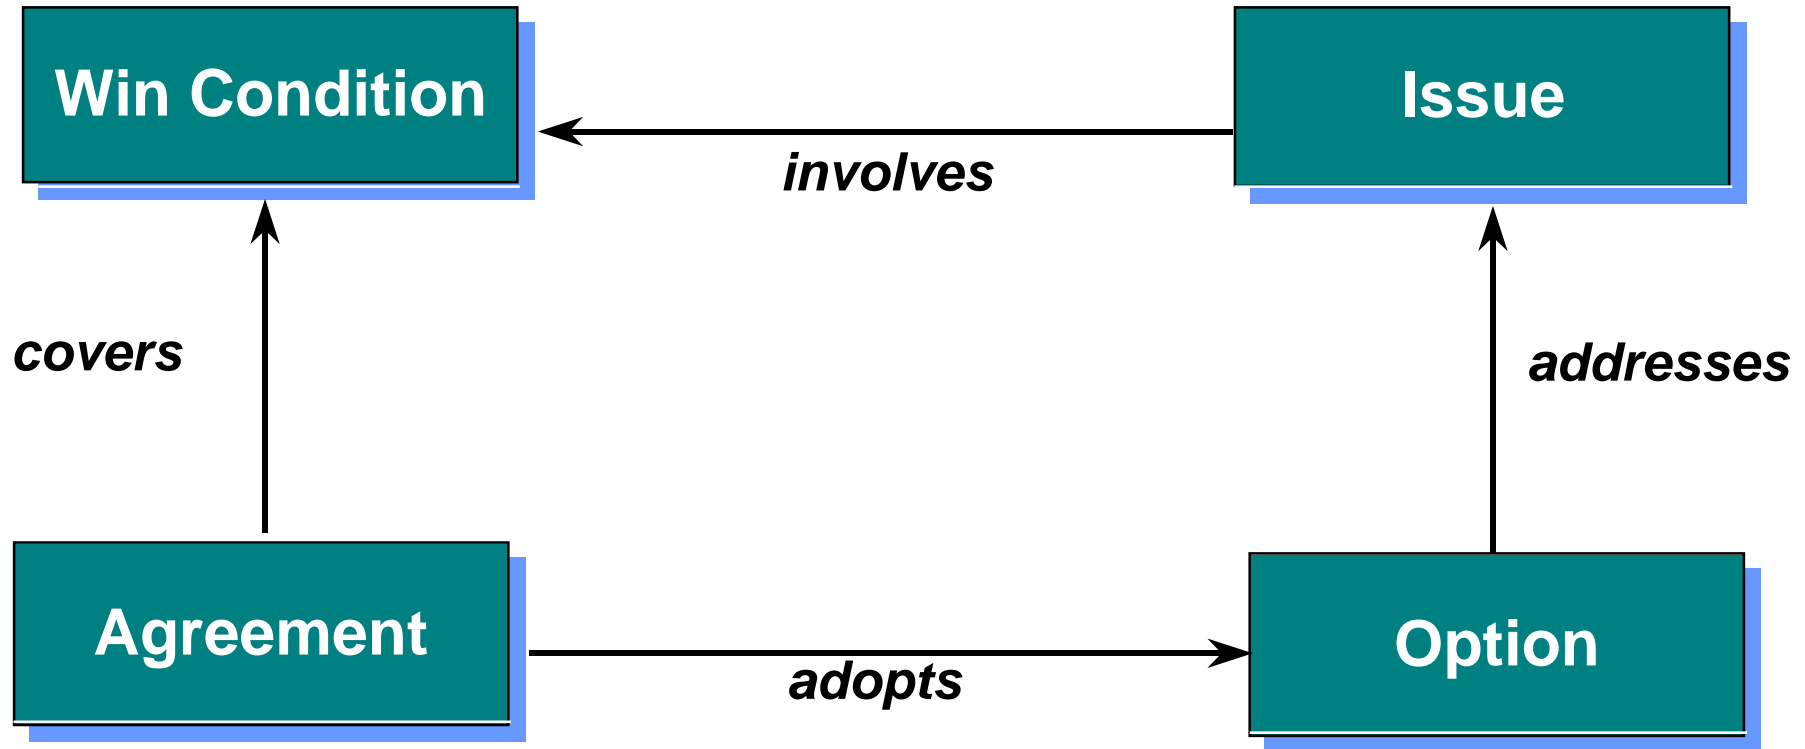 Win Condition
Issue
involves
covers
addresses
Agreement
Option
adopts